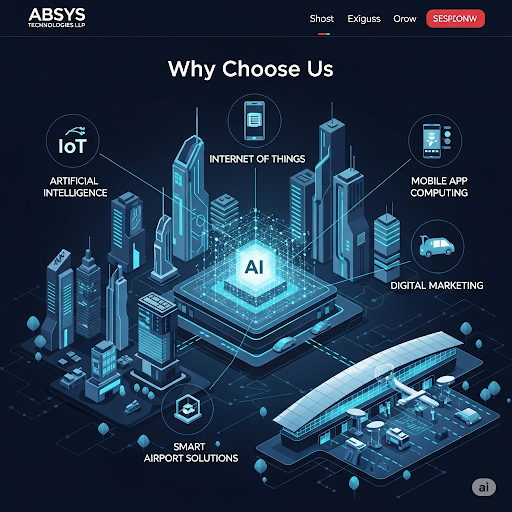 ABSYS
TECHNOLOGIES LLP
Shost Exiguss Orow SESPIONW
Why Choose Us
IoT
ARTIFICIAL
INTELLIGENCE
INTERNET OF THINGS
MOBILE APP
COMPUTING
AI
DIGITAL MARKETING
SMART
AIRPORT SOLUTIONS
ai